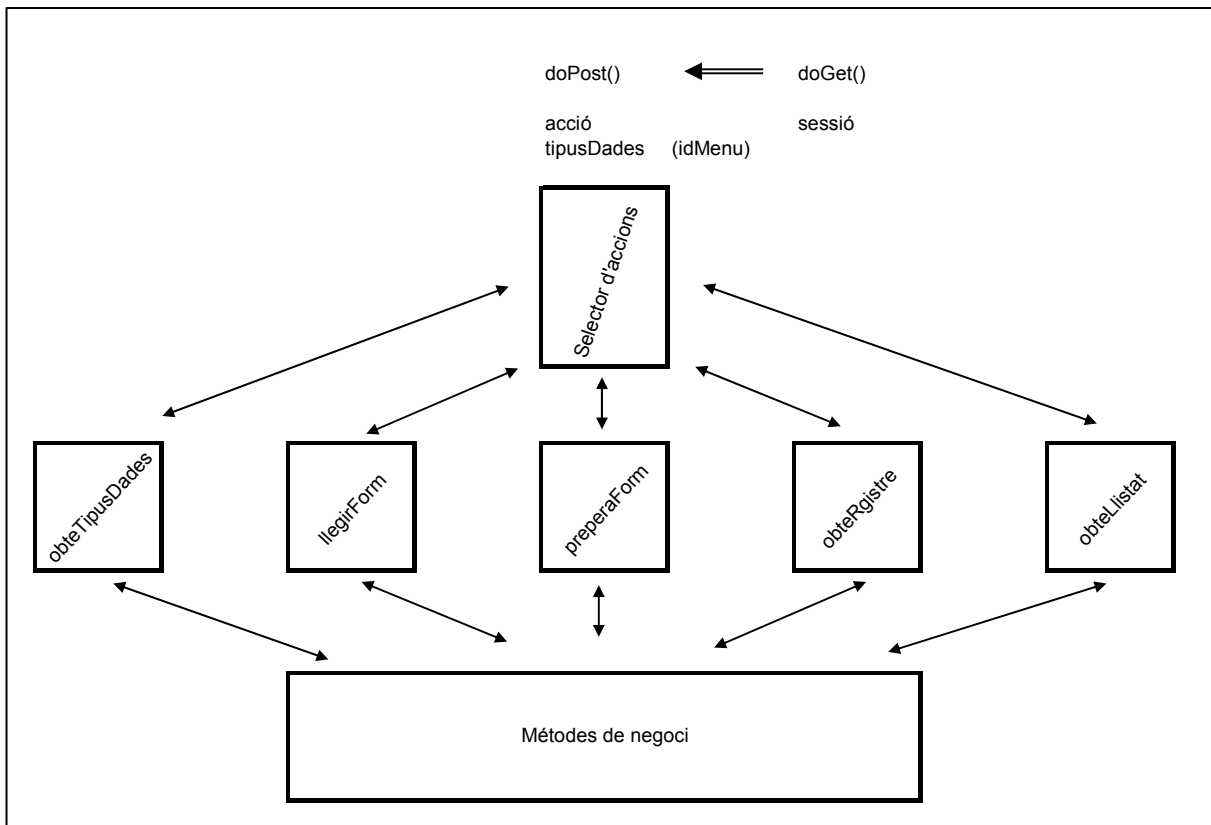 doPost() doGet()
acció sessió
tipusDades (idMenu)
Selector d'accions
obteTipusDades
llegirForm
preperaForm
obteRgistre
obteLlistat
Métodes de negoci